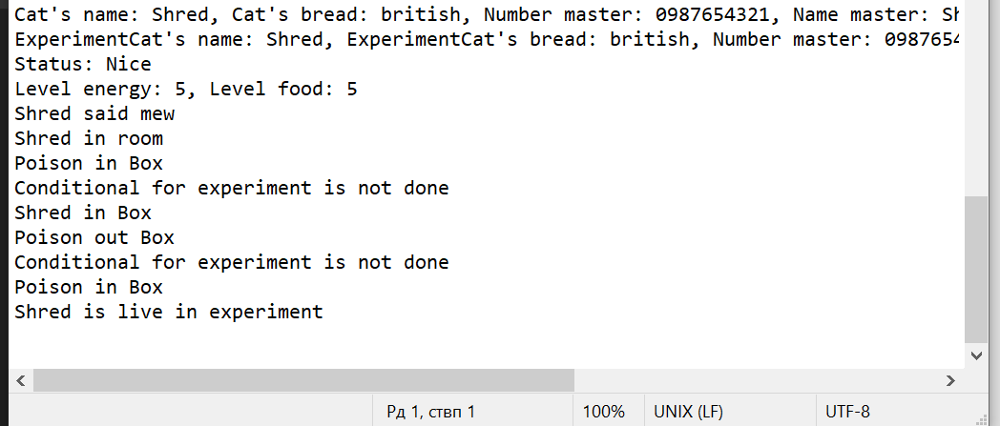 Cat's name: Shred, Cat's bread: british, Number master: 0987654321, Name master:
ExperimentCat's name: Shred, ExperimentCat's bread: british, Number master:
Status: Nice
Level energy: 5, Level food: 5
Shred said mew
Shred in room
Poison in Box
Conditional for experiment is not done
Shred in Box
Poison out Box
Conditional for experiment is not done
Poison in Box
Shred is live in experiment
Рд 1, ствп 1
100%
UNIX (LF)
UTF-8